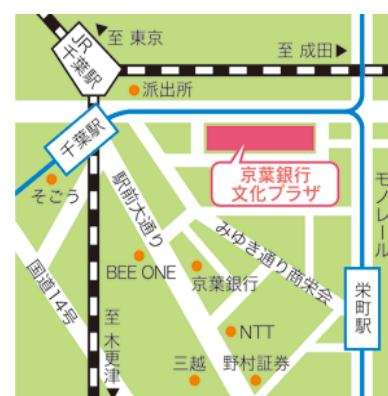 至 東京
JR
千葉駅
至 成田▶
派出所
千葉駅
京葉銀行
文化プラザ
そごう
駅前大通り
みゆき通り商栄会
モノレール
BEE ONE
京葉銀行
国道14号
栄町駅
至 木更津
NTT
三越
野村証券